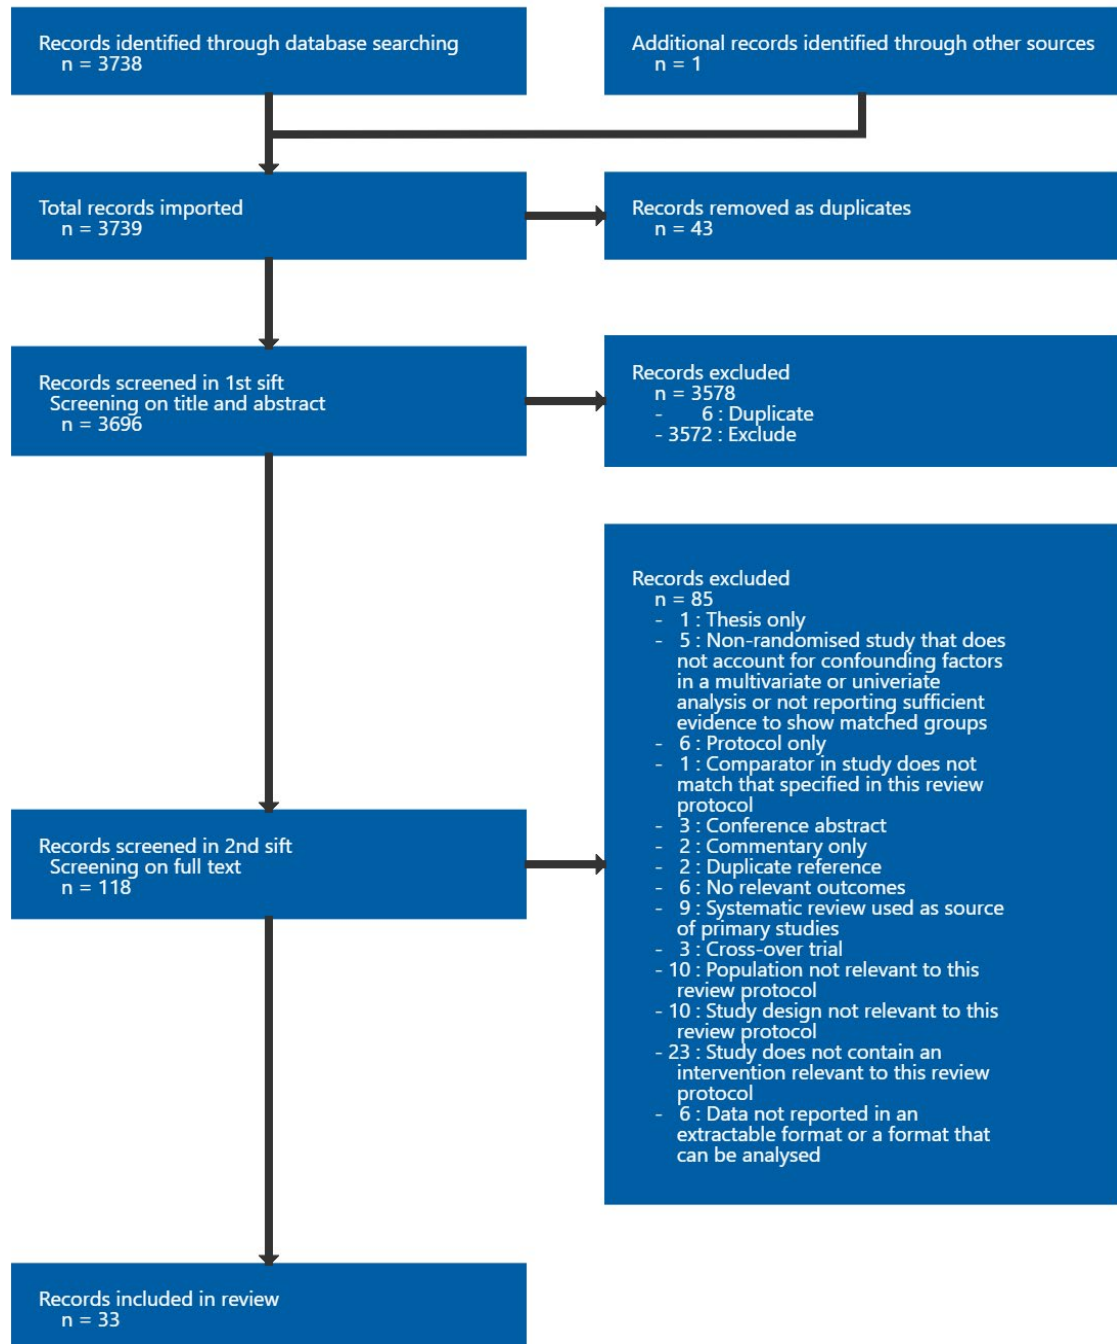 Records identified through database searching
n = 3738
Additional records identified through other sources
n = 1
Total records imported
n = 3739
Records removed as duplicates
n = 43
Records screened in 1st sift
Screening on title and abstract
n = 3696
Records excluded
n = 3578
- 6 : Duplicate
- 3572 : Exclude
Records screened in 2nd sift
Screening on full text
n = 118
Records excluded
n = 85
- 1 : Thesis only
- 5 : Non-randomised study that does
not account for confounding factors
in a multivariate or univeriate
analysis or not reporting sufficient
evidence to show matched groups
- 6 : Protocol only
- 1 : Comparator in study does not
match that specified in this review
protocol
- 3 : Conference abstract
- 2 : Commentary only
- 2 : Duplicate reference
- 6 : No relevant outcomes
- 9 : Systematic review used as source
of primary studies
- 3 : Cross-over trial
- 10 : Population not relevant to this
review protocol
- 10 : Study design not relevant to this
review protocol
- 23 : Study does not contain an
intervention relevant to this review
protocol
- 6 : Data not reported in an
extractable format or a format that
can be analysed
Records included in review
n = 33